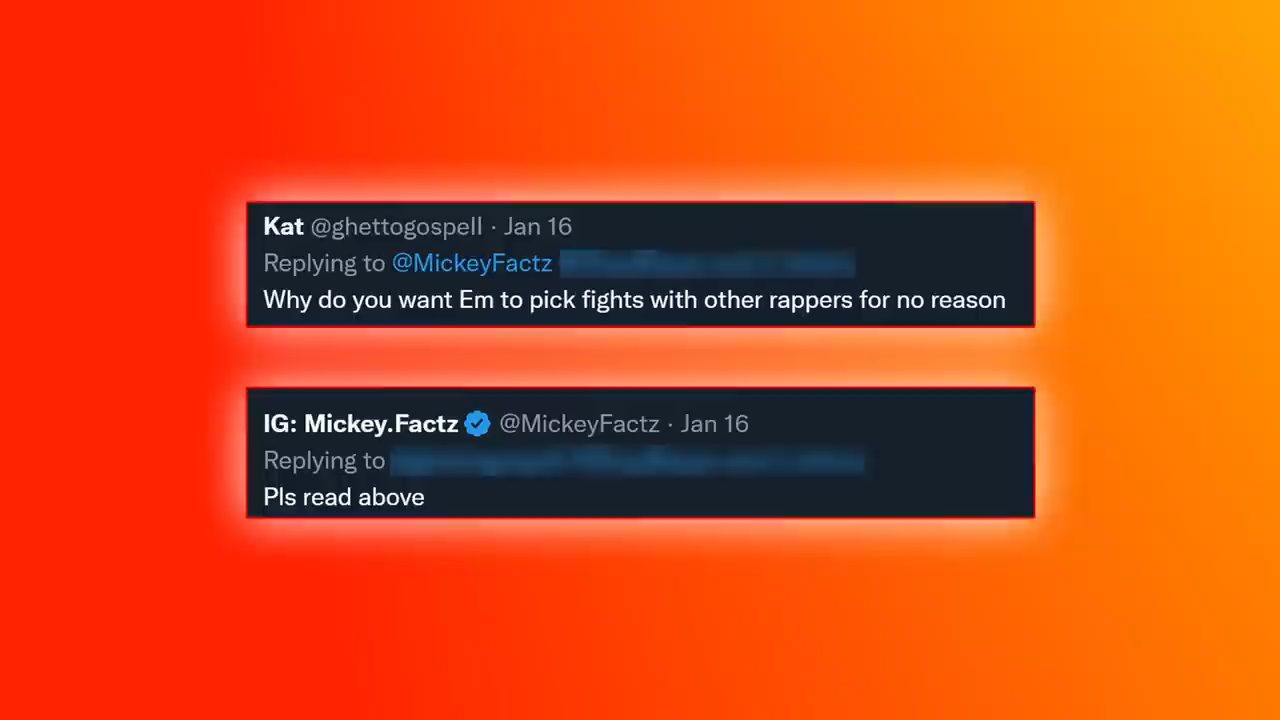 Kat @ghettogospell · Jan 16
Replying to @MickeyFactz
Why do you want Em to pick fights with other rappers for no reason
IG: Mickey.Factz @MickeyFactz · Jan 16
Replying to
Pls read above